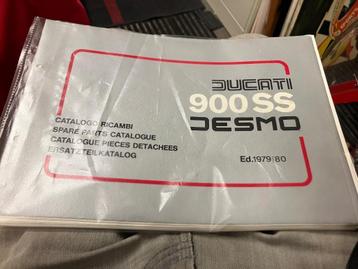 DUCATI
900 SS
DESMO
CATALOGO RICAMBI
SPARE PARTS CATALOGUE
CATALOGUE PIECES DETACHEES
ERSATZTEILKATALOG
Ed.1979/80